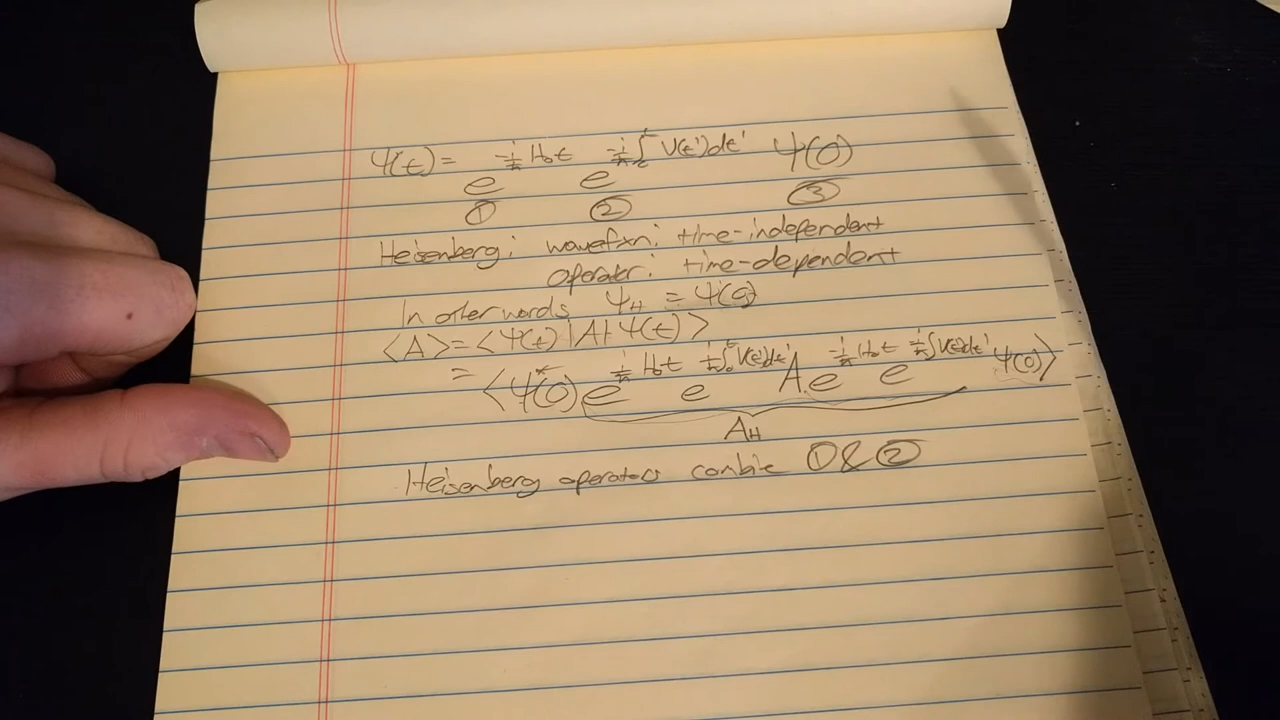 ψ(t) = e^{-i/ħ H₀t} e^{-i/ħ ∫₀^t V(t')dt'} ψ(0)
① ② ③
Heisenberg: wavefxn: time-independent
operator: time-dependent
In other words ψ_H = ψ(0)
⟨A⟩ = ⟨ψ(t)|A|ψ(t)⟩
= ⟨ψ*(0) e^{i/ħ H₀t} e^{i/ħ ∫₀^t V(t')dt'} A e^{-i/ħ H₀t} e^{-i/ħ ∫V(t')dt'} ψ(0)⟩
A_H
Heisenberg operators combie ① & ②